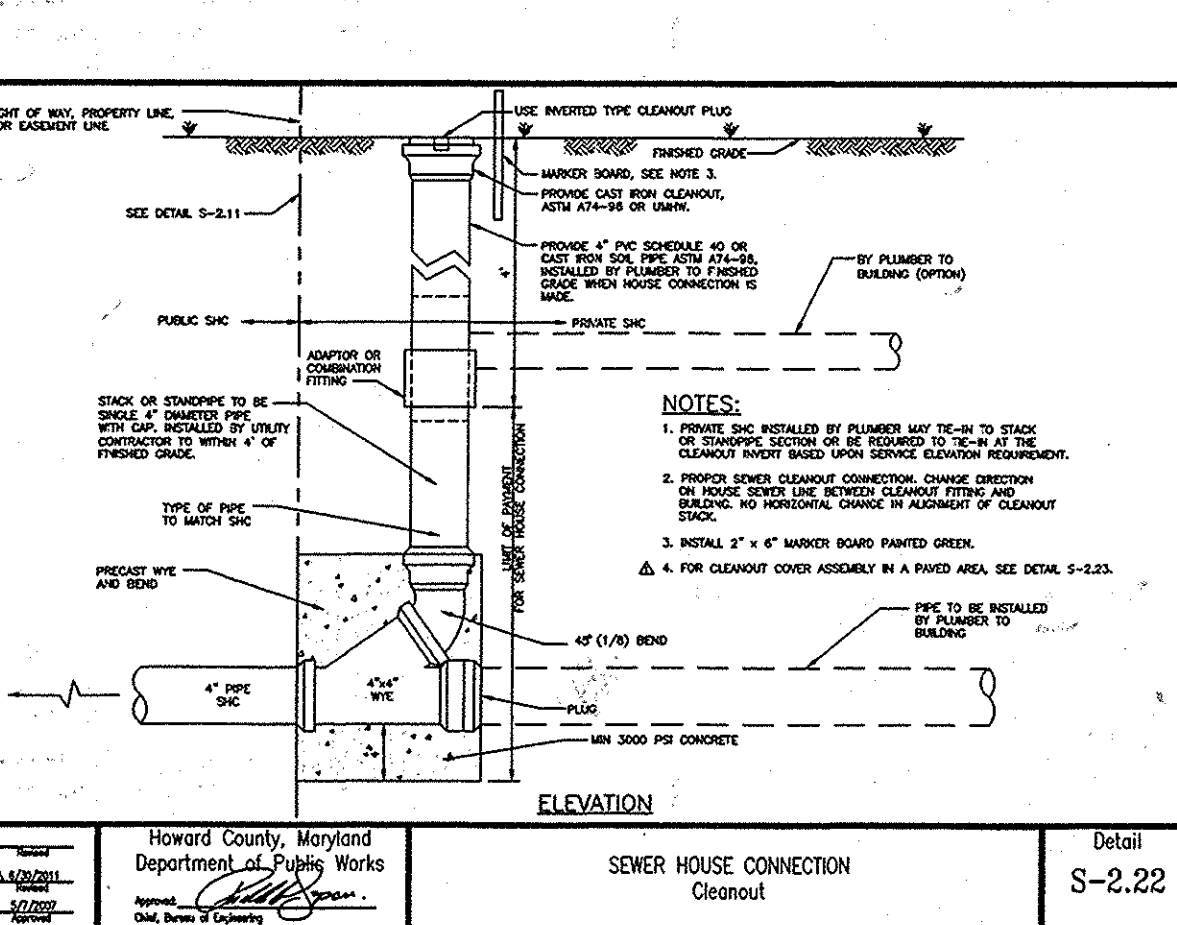 GHT OF WAY, PROPERTY LINE,
OR EASEMENT LINE
USE INVERTED TYPE CLEANOUT PLUG
FINISHED GRADE
MARKER BOARD, SEE NOTE 3.
PROVIDE CAST IRON CLEANOUT,
ASTM A74-98 OR UMHW.
SEE DETAIL S-2.11
PROVIDE 4" PVC SCHEDULE 40 OR
CAST IRON SOIL PIPE ASTM A74-98,
INSTALLED BY PLUMBER TO FINISHED
GRADE WHEN HOUSE CONNECTION IS
MADE.
4'
BY PLUMBER TO
BUILDING (OPTION)
PUBLIC SHC
PRIVATE SHC
ADAPTOR OR
COMBINATION
FITTING
STACK OR STANDPIPE TO BE
SINGLE 4" DIAMETER PIPE
WITH CAP, INSTALLED BY UTILITY
CONTRACTOR TO WITHIN 4' OF
FINISHED GRADE.
NOTES:
1. PRIVATE SHC INSTALLED BY PLUMBER MAY TIE-IN TO STACK
OR STANDPIPE SECTION OR BE REQUIRED TO TIE-IN AT THE
CLEANOUT INVERT BASED UPON SERVICE ELEVATION REQUIREMENT.
2. PROPER SEWER CLEANOUT CONNECTION. CHANGE DIRECTION
ON HOUSE SEWER LINE BETWEEN CLEANOUT FITTING AND
BUILDING. NO HORIZONTAL CHANGE IN ALIGNMENT OF CLEANOUT
STACK.
3. INSTALL 2" x 6" MARKER BOARD PAINTED GREEN.
4. FOR CLEANOUT COVER ASSEMBLY IN A PAVED AREA, SEE DETAIL S-2.23.
LIMIT OF PAYMENT
FOR SEWER HOUSE CONNECTION
TYPE OF PIPE
TO MATCH SHC
PRECAST WYE
AND BEND
45° (1/8) BEND
PIPE TO BE INSTALLED
BY PLUMBER TO
BUILDING
4" PIPE
SHC
4"x4"
WYE
PLUG
MIN 3000 PSI CONCRETE
ELEVATION
Revised
6/30/2011
Revised
5/7/2007
Approved
Howard County, Maryland
Department of Public Works
Approved:
Chief, Bureau of Engineering
SEWER HOUSE CONNECTION
Cleanout
Detail
S-2.22